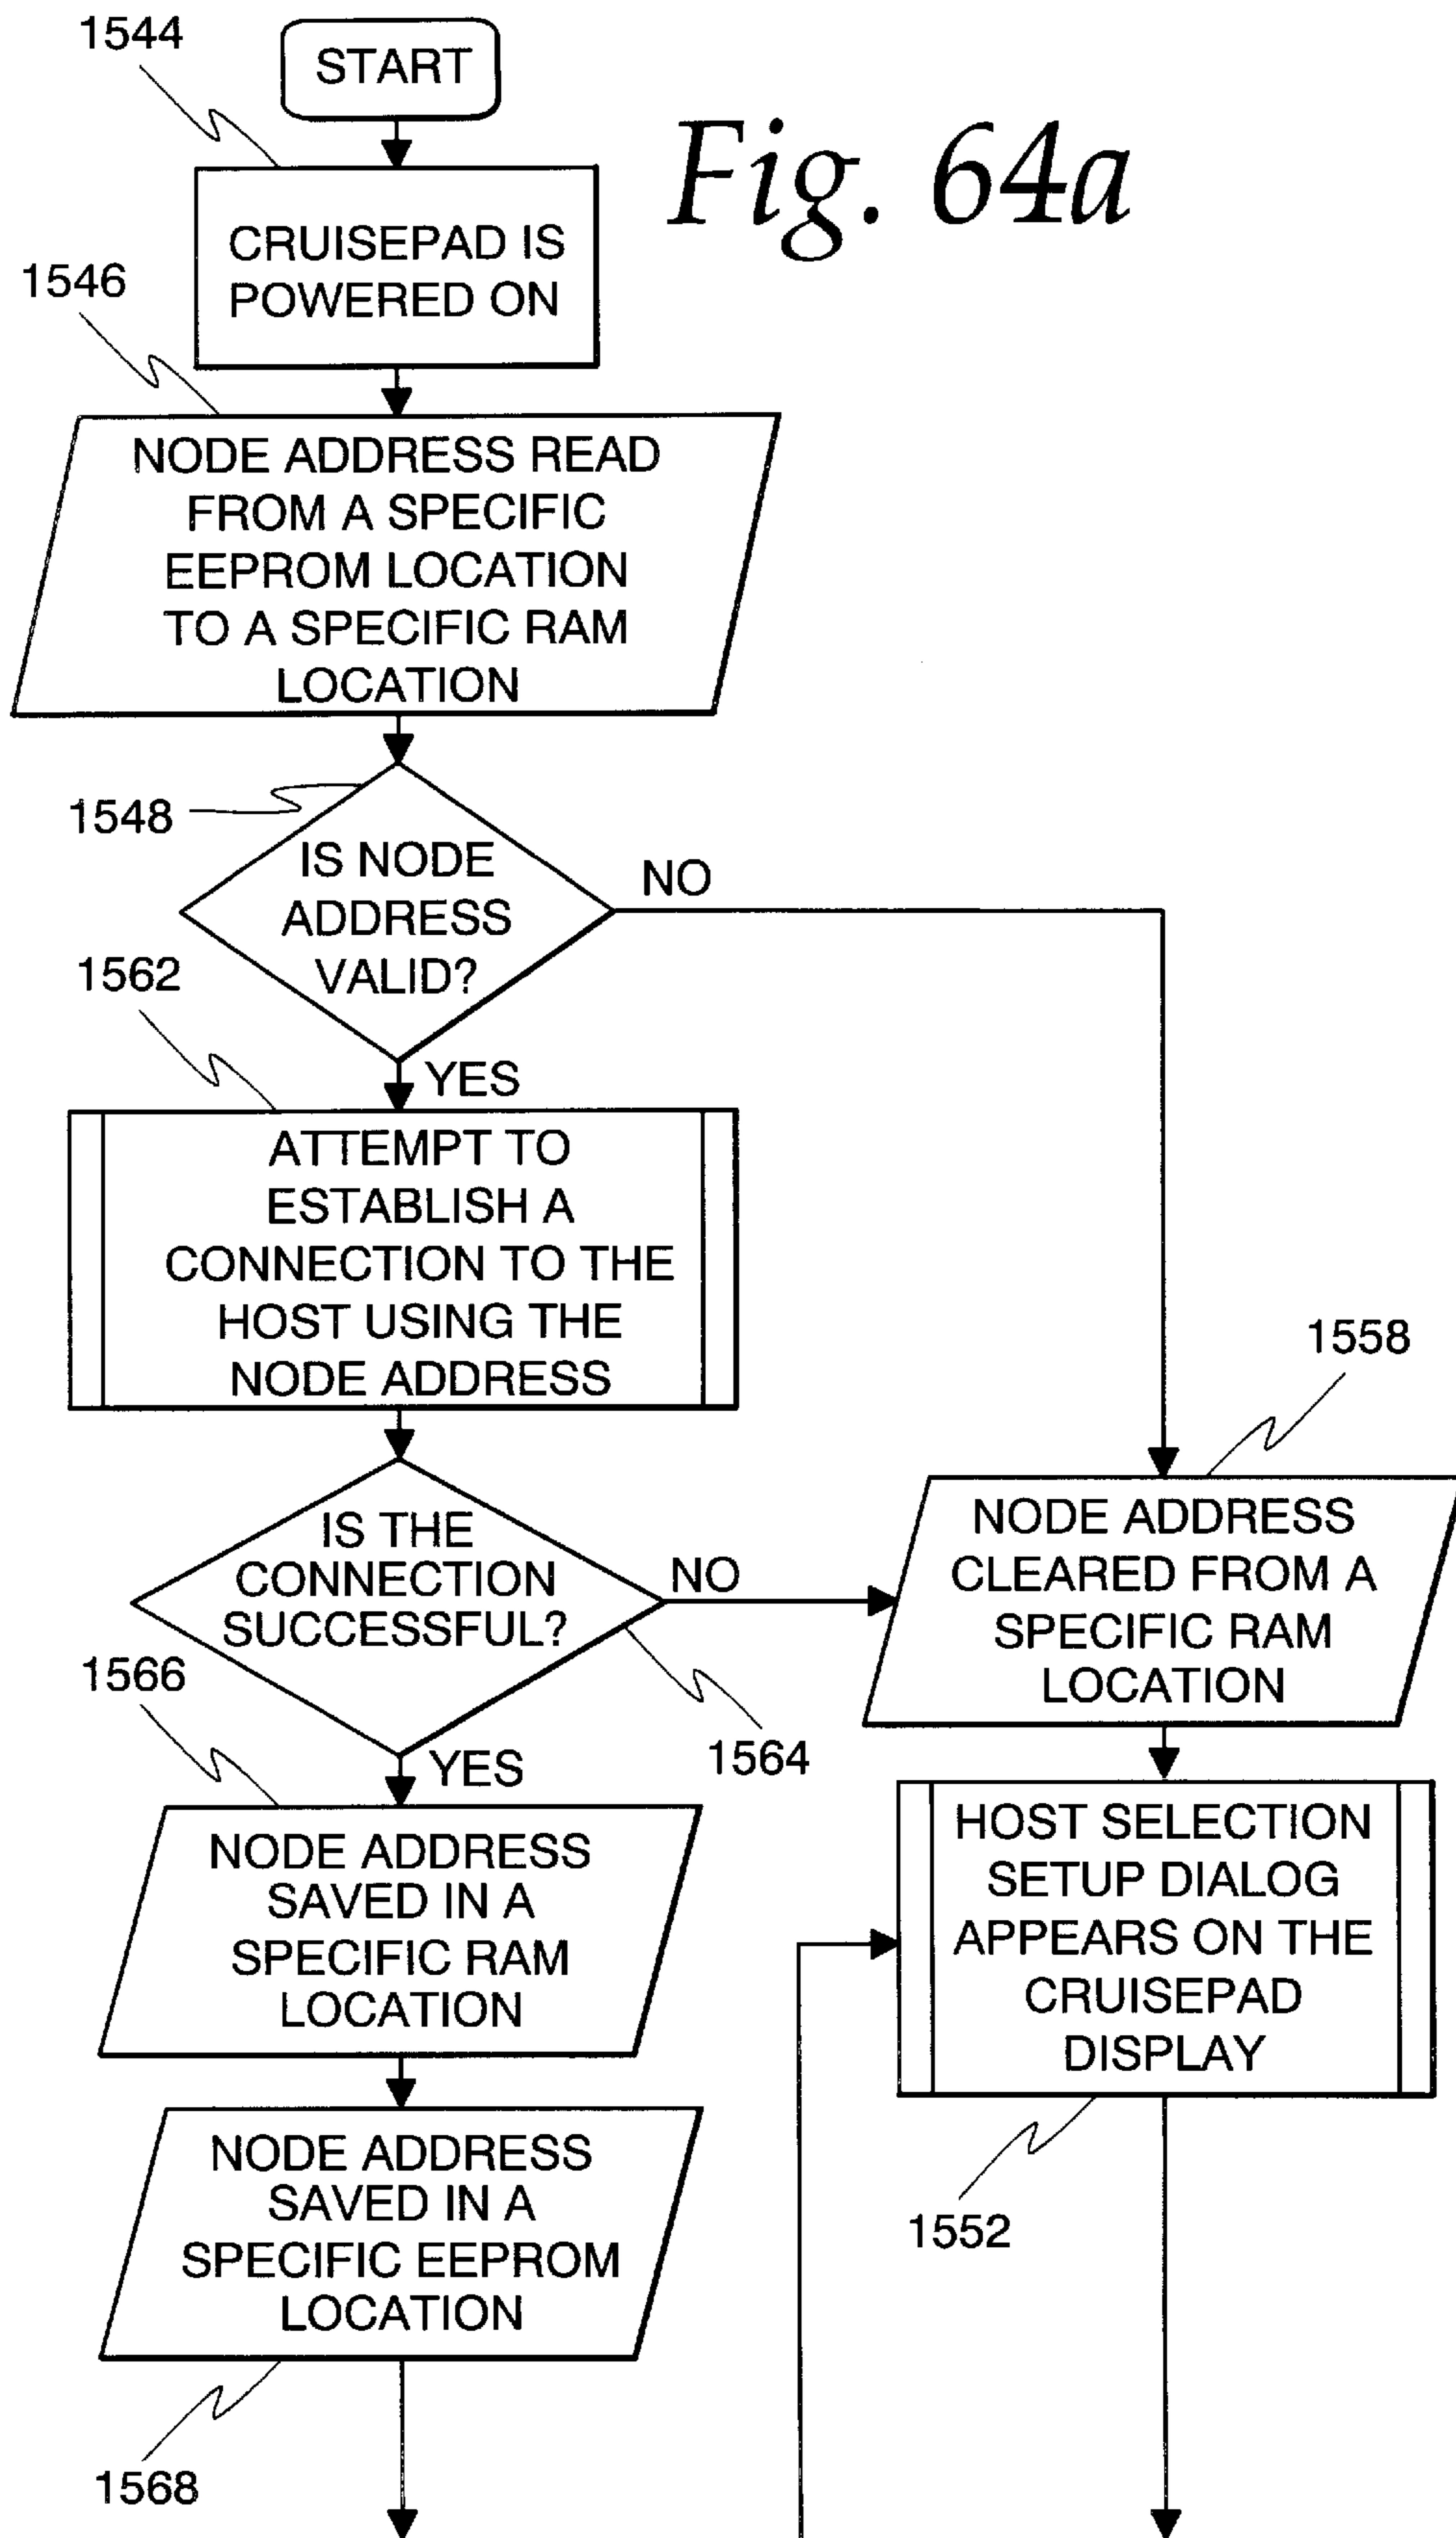 1544
START
Fig. 64a
CRUISEPAD IS
POWERED ON
1546
NODE ADDRESS READ
FROM A SPECIFIC
EEPROM LOCATION
TO A SPECIFIC RAM
LOCATION
1548
IS NODE
ADDRESS
VALID?
NO
1562
YES
ATTEMPT TO
ESTABLISH A
CONNECTION TO THE
HOST USING THE
NODE ADDRESS
1558
IS THE
CONNECTION
SUCCESSFUL?
NO
NODE ADDRESS
CLEARED FROM A
SPECIFIC RAM
LOCATION
1566
1564
YES
NODE ADDRESS
SAVED IN A
SPECIFIC RAM
LOCATION
HOST SELECTION
SETUP DIALOG
APPEARS ON THE
CRUISEPAD
DISPLAY
NODE ADDRESS
SAVED IN A
SPECIFIC EEPROM
LOCATION
1552
1568